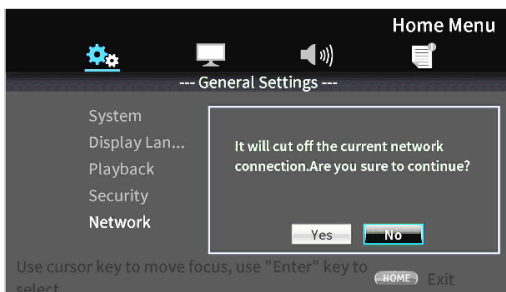 Home Menu
--- General Settings ---
System
Display Lan...
Playback
Security
Network
It will cut off the current network
connection.Are you sure to continue?
Yes No
Use cursor key to move focus, use "Enter" key to
select
HOME Exit